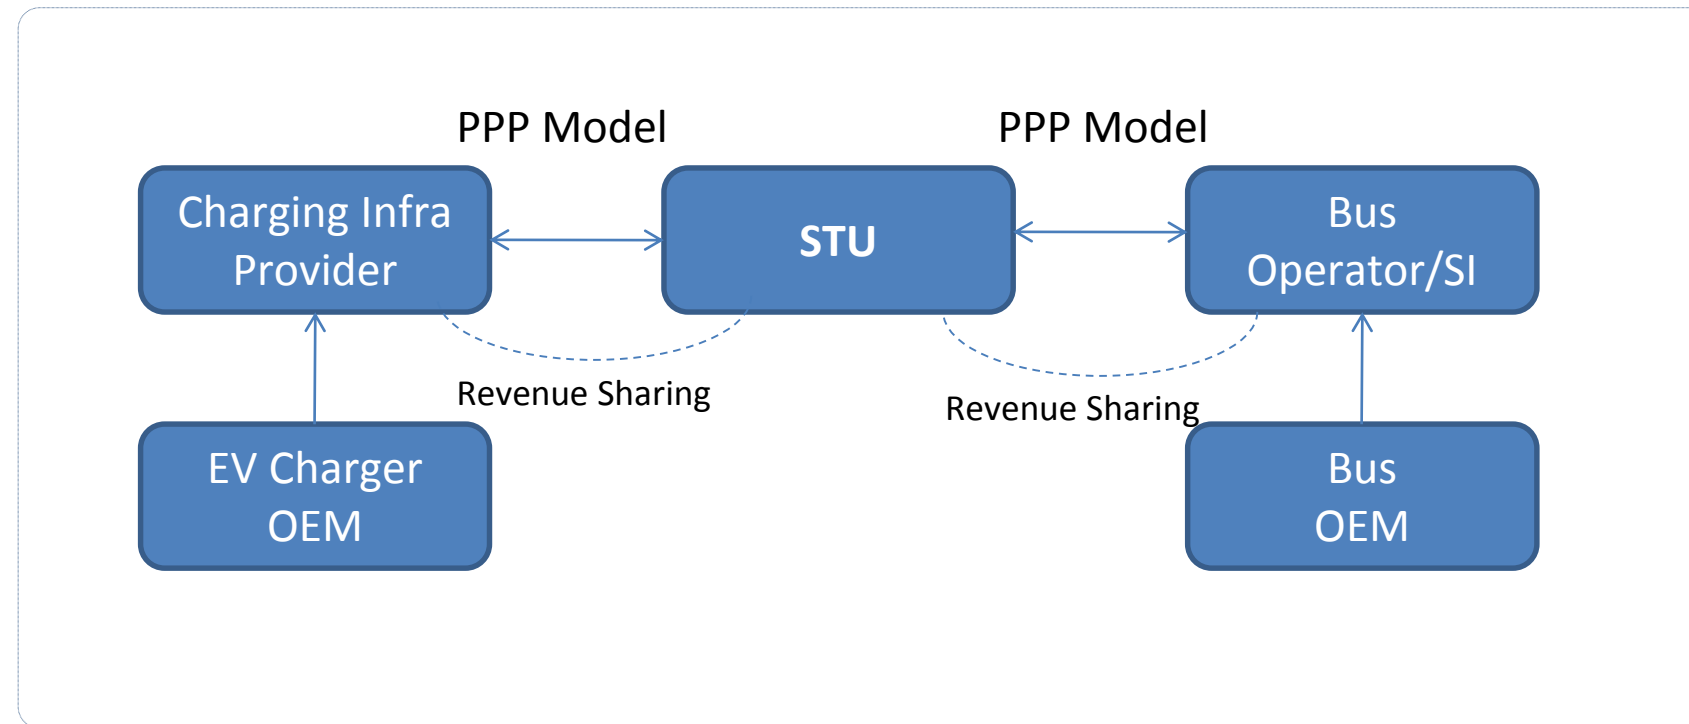 PPP Model
PPP Model
Charging Infra
Provider
STU
Bus
Operator/SI
Revenue Sharing
Revenue Sharing
EV Charger
OEM
Bus
OEM